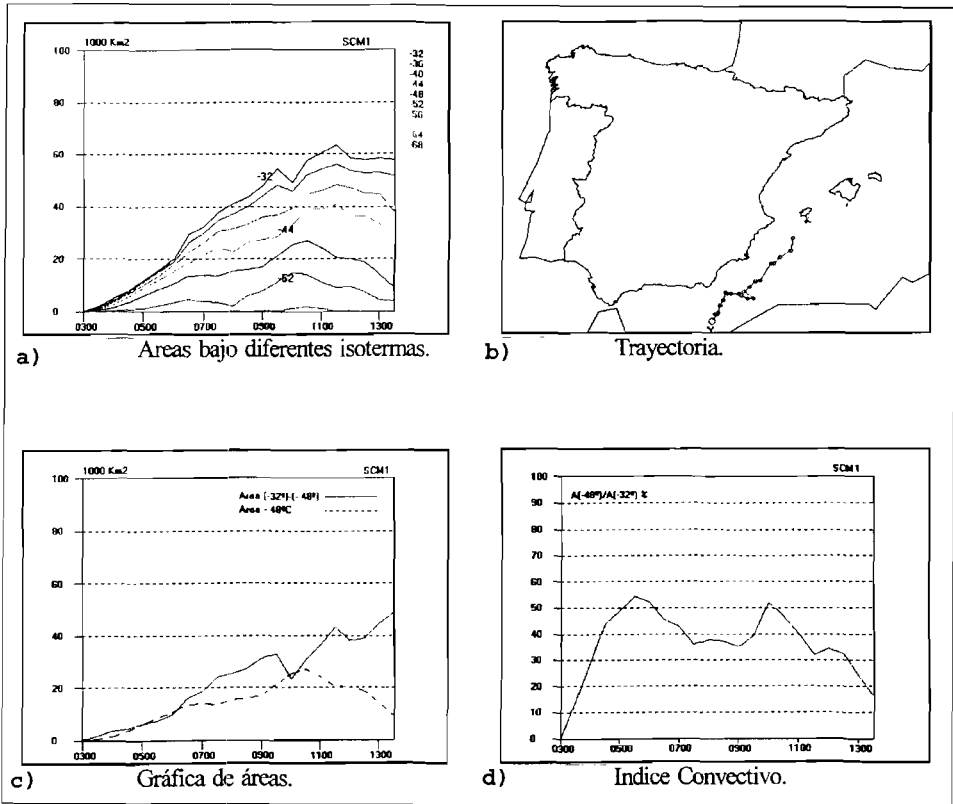 1000 Km2 SCM1
100
80
60
40
20
0
-32
-36
-40
-44
-48
-52
-56
-64
-68
-32
-44
-52
0300 0500 0700 0900 1100 1300
a) Areas bajo diferentes isotermas.
b) Trayectoria.
1000 Km2 SCM1
100
80
60
40
20
0
Area (-32º)-(-48º)
Area - 48ºC
0300 0500 0700 0900 1100 1300
c) Gráfica de áreas.
SCM1
A(-48º)/A(-32º) %
100
90
80
70
60
50
40
30
20
10
0
0300 0500 0700 0900 1100 1300
d) Indice Convectivo.